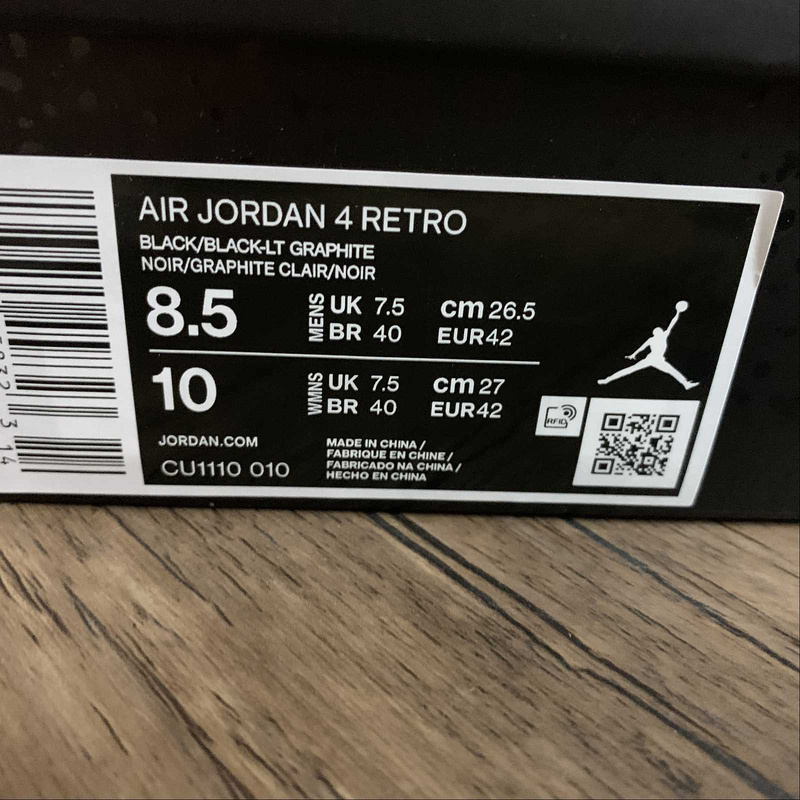 AIR JORDAN 4 RETRO
BLACK/BLACK-LT GRAPHITE
NOIR/GRAPHITE CLAIR/NOIR
8.5 MENS UK 7.5 cm 26.5
BR 40 EUR 42
10 WMNS UK 7.5 cm 27
BR 40 EUR 42
RFID
JORDAN.COM
CU1110 010
MADE IN CHINA /
FABRIQUE EN CHINE /
FABRICADO NA CHINA /
HECHO EN CHINA